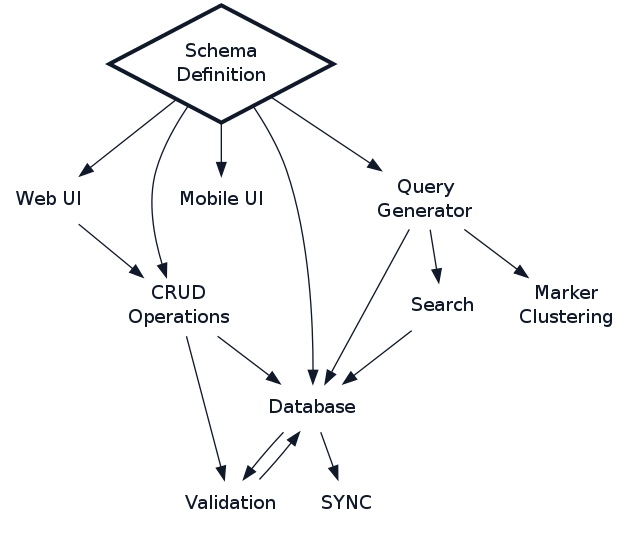 Schema
Definition
Web UI
Mobile UI
Query
Generator
CRUD
Operations
Search
Marker
Clustering
Database
Validation
SYNC